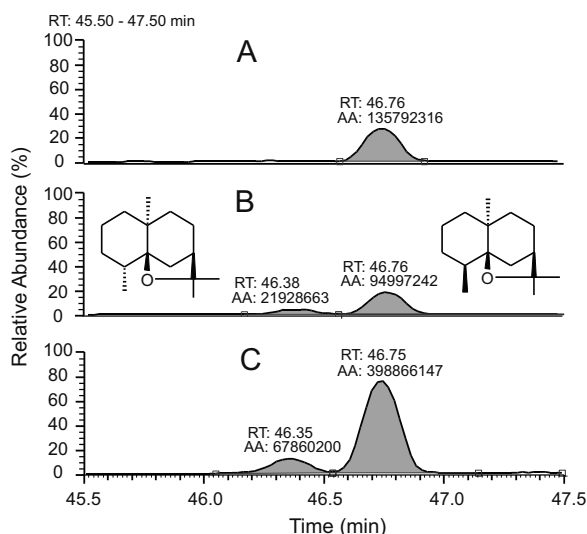 RT: 45.50 - 47.50 min
Relative Abundance (%)
100
80
60
40
20
0
A
RT: 46.76
AA: 135792316
100
80
60
40
20
0
B
O
RT: 46.38
AA: 21928663
RT: 46.76
AA: 94997242
O
100
80
60
40
20
0
C
RT: 46.35
AA: 67860200
RT: 46.75
AA: 398866147
45.5 46.0 46.5 47.0 47.5
Time (min)